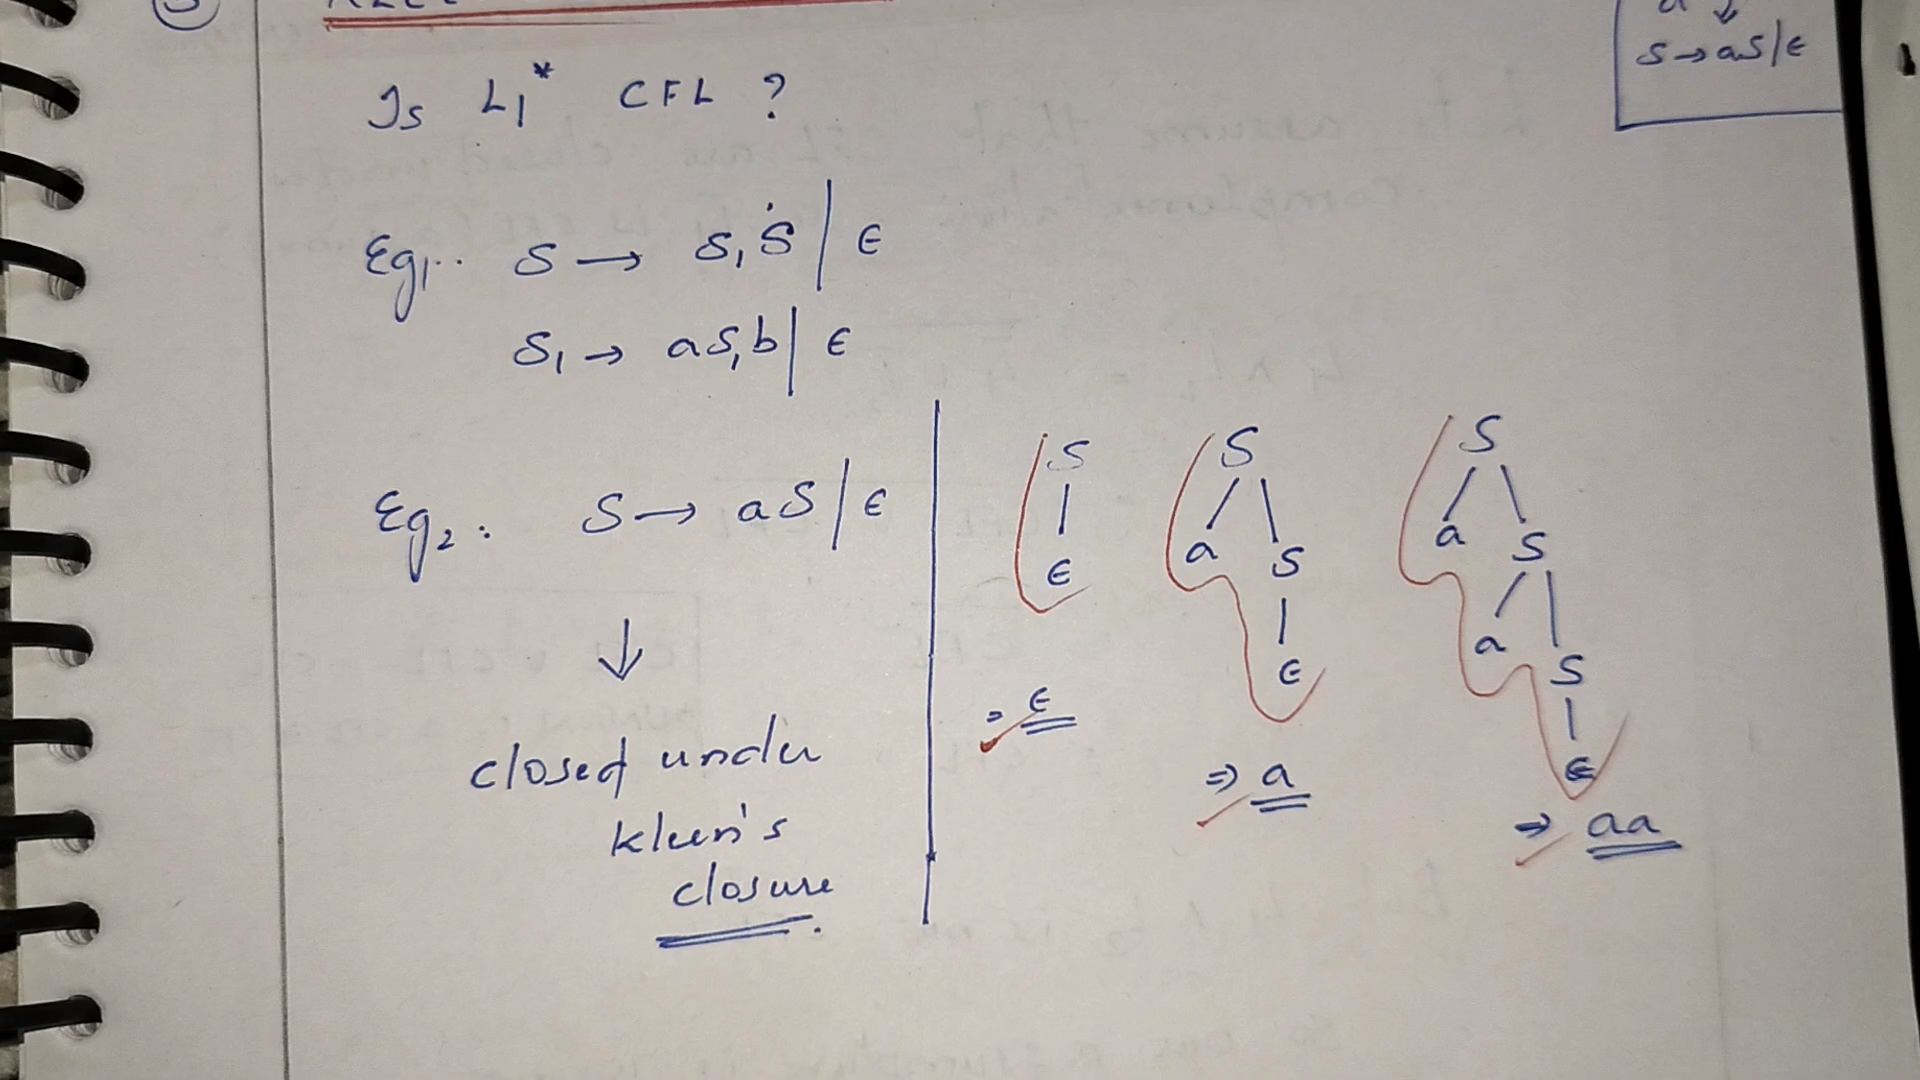 a ↓
S → aS/ε
Is L₁* CFL ?
Eg₁.. S → S₁S | ε
S₁ → aS₁b | ε
Eg₂: S → aS/ε
↓
closed under
kleen's
closure.
S
ε
⇒ ε
S
a S
ε
⇒ a
S
a S
a S
ε
⇒ aa